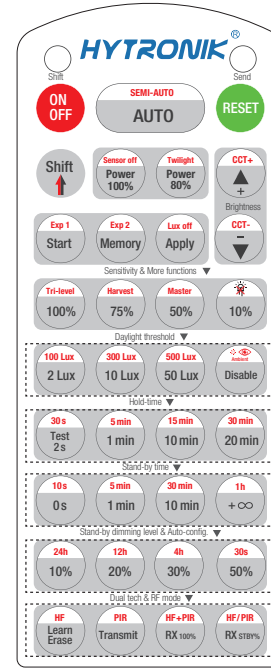 HYTRONIK®
Shift Send
ON
OFF
SEMI-AUTO
AUTO
RESET
Shift
Sensor off
Power
100%
Twilight
Power
80%
CCT+
+
Brightness
Exp 1
Start
Exp 2
Memory
Lux off
Apply
CCT-
−
Sensitivity & More functions ▼
Tri-level
100%
Harvest
75%
Master
50%
10%
Daylight threshold ▼
100 Lux
2 Lux
300 Lux
10 Lux
500 Lux
50 Lux
Ambient
Disable
Hold-time ▼
30 s
Test
2 s
5 min
1 min
15 min
10 min
30 min
20 min
Stand-by time ▼
10 s
0 s
5 min
1 min
30 min
10 min
1h
+∞
Stand-by dimming level & Auto-config. ▼
24h
10%
12h
20%
4h
30%
30s
50%
Dual tech & RF mode ▼
HF
Learn
Erase
PIR
Transmit
HF+PIR
RX 100%
HF/PIR
RX STBY%